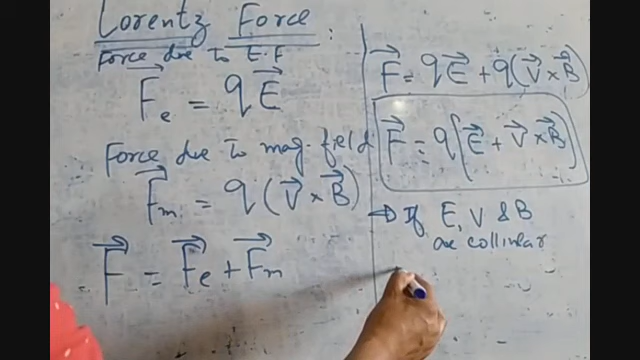 Lorentz Force :
Force due to E.F
F⃗e = qE⃗
Force due to mag. field
F⃗m = q(V⃗ × B⃗)
F⃗ = F⃗e + F⃗m
F⃗ = qE⃗ + q(V⃗ × B⃗)
F⃗ = q(E⃗ + V⃗ × B⃗)
⇒ If E, V & B
are collinear